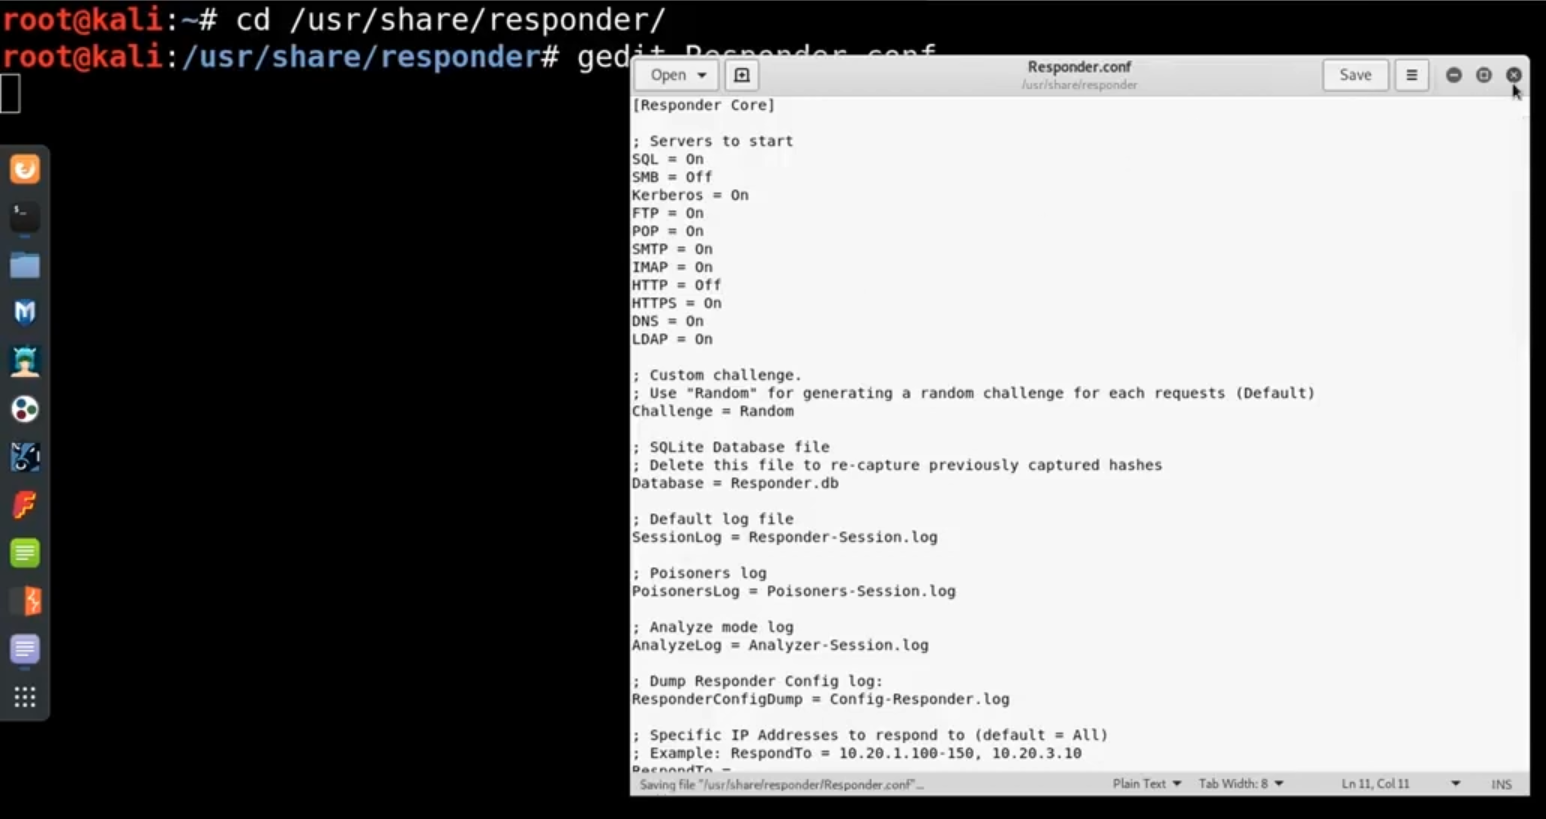 root@kali:~# cd /usr/share/responder/
root@kali:/usr/share/responder# gedit Responder.conf
Open
Responder.conf
/usr/share/responder
Save
[Responder Core]
; Servers to start
SQL = On
SMB = Off
Kerberos = On
FTP = On
POP = On
SMTP = On
IMAP = On
HTTP = Off
HTTPS = On
DNS = On
LDAP = On
; Custom challenge.
; Use "Random" for generating a random challenge for each requests (Default)
Challenge = Random
; SQLite Database file
; Delete this file to re-capture previously captured hashes
Database = Responder.db
; Default log file
SessionLog = Responder-Session.log
; Poisoners log
PoisonersLog = Poisoners-Session.log
; Analyze mode log
AnalyzeLog = Analyzer-Session.log
; Dump Responder Config log:
ResponderConfigDump = Config-Responder.log
; Specific IP Addresses to respond to (default = All)
; Example: RespondTo = 10.20.1.100-150, 10.20.3.10
RespondTo =
Saving file "/usr/share/responder/Responder.conf"...
Plain Text
Tab Width: 8
Ln 11, Col 11
INS